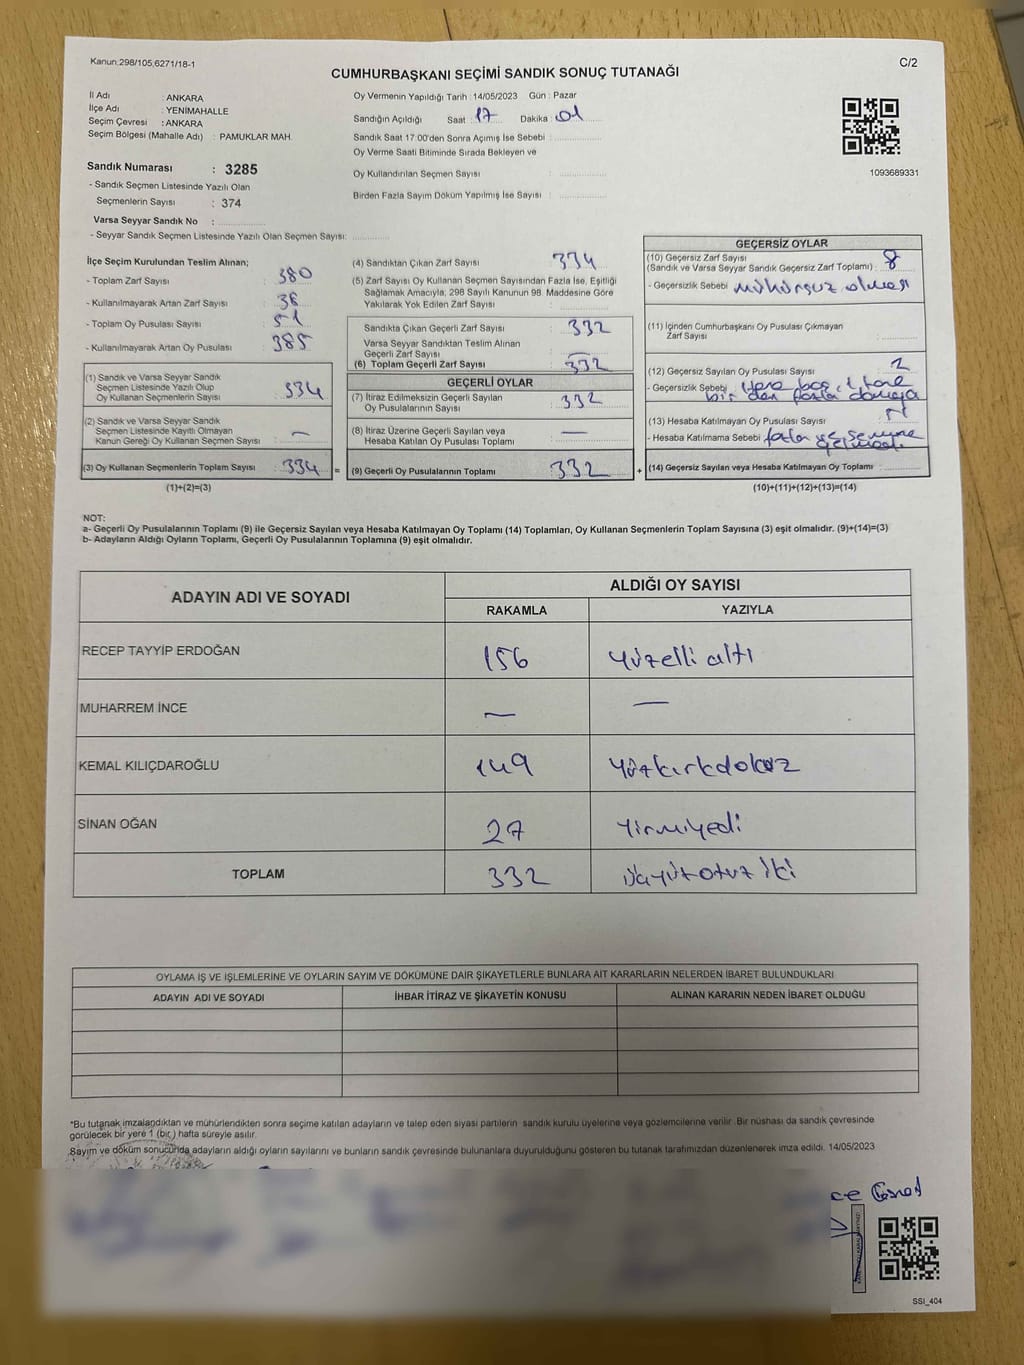 Kanun:298/105,6271/18-1
C/2
CUMHURBAŞKANI SEÇİMİ SANDIK SONUÇ TUTANAĞI
İl Adı : ANKARA
İlçe Adı : YENİMAHALLE
Seçim Çevresi : ANKARA
Seçim Bölgesi (Mahalle Adı) : PAMUKLAR MAH.
Sandık Numarası : 3285
- Sandık Seçmen Listesinde Yazılı Olan
Seçmenlerin Sayısı : 374
Varsa Seyyar Sandık No :
- Seyyar Sandık Seçmen Listesinde Yazılı Olan Seçmen Sayısı:
Oy Vermenin Yapıldığı Tarih : 14/05/2023 Gün : Pazar
Sandığın Açıldığı Saat : 17 Dakika : 01
Sandık Saat 17:00'den Sonra Açımış İse Sebebi :
Oy Verme Saati Bitiminde Sırada Bekleyen ve
Oy Kullandırılan Seçmen Sayısı :
Birden Fazla Sayım Döküm Yapılmış İse Sayısı :
1093689331
İlçe Seçim Kurulundan Teslim Alınan;
- Toplam Zarf Sayısı : 380
- Kullanılmayarak Artan Zarf Sayısı : 38
- Toplam Oy Pusulası Sayısı : 51
- Kullanılmayarak Artan Oy Pusulası : 385
(1) Sandık ve Varsa Seyyar Sandık
Seçmen Listesinde Yazılı Olup
Oy Kullanan Seçmenlerin Sayısı : 334
(2) Sandık ve Varsa Seyyar Sandık
Seçmen Listesinde Kayıtlı Olmayan
Kanun Gereği Oy Kullanan Seçmen Sayısı : —
(3) Oy Kullanan Seçmenlerin Toplam Sayısı : 334 =
(1)+(2)=(3)
(4) Sandıktan Çıkan Zarf Sayısı : 334
(5) Zarf Sayısı Oy Kullanan Seçmen Sayısından Fazla İse, Eşitliği
Sağlamak Amacıyla, 298 Sayılı Kanunun 98. Maddesine Göre
Yakılarak Yok Edilen Zarf Sayısı :
Sandıkta Çıkan Geçerli Zarf Sayısı : 332
Varsa Seyyar Sandıktan Teslim Alınan
Geçerli Zarf Sayısı : —
(6) Toplam Geçerli Zarf Sayısı : 332
GEÇERLİ OYLAR
(7) İtiraz Edilmeksizin Geçerli Sayılan
Oy Pusulalarının Sayısı : 332
(8) İtiraz Üzerine Geçerli Sayılan veya
Hesaba Katılan Oy Pusulası Toplamı : —
(9) Geçerli Oy Pusulalarının Toplamı : 332 +
GEÇERSİZ OYLAR
(10) Geçersiz Zarf Sayısı
(Sandık ve Varsa Seyyar Sandık Geçersiz Zarf Toplamı) : 8
- Geçersizlik Sebebi : mühürsüz olması
(11) İçinden Cumhurbaşkanı Oy Pusulası Çıkmayan
Zarf Sayısı :
(12) Geçersiz Sayılan Oy Pusulası Sayısı : 2
- Geçersizlik Sebebi : boş, 1 tane
bir den fazla damga
(13) Hesaba Katılmayan Oy Pusulası Sayısı :
- Hesaba Katılmama Sebebi : fazla
(14) Geçersiz Sayılan veya Hesaba Katılmayan Oy Toplamı :
(10)+(11)+(12)+(13)=(14)
NOT:
a- Geçerli Oy Pusulalarının Toplamı (9) ile Geçersiz Sayılan veya Hesaba Katılmayan Oy Toplamı (14) Toplamları, Oy Kullanan Seçmenlerin Toplam Sayısına (3) eşit olmalıdır. (9)+(14)=(3)
b- Adayların Aldığı Oyların Toplamı, Geçerli Oy Pusulalarının Toplamına (9) eşit olmalıdır.
ADAYIN ADI VE SOYADI
ALDIĞI OY SAYISI
RAKAMLA YAZIYLA
RECEP TAYYİP ERDOĞAN 156 yüzelli altı
MUHARREM İNCE — —
KEMAL KILIÇDAROĞLU 149 yüzkırkdokuz
SİNAN OĞAN 27 yirmiyedi
TOPLAM 332 üçyüzotuz iki
OYLAMA İŞ VE İŞLEMLERİNE VE OYLARIN SAYIM VE DÖKÜMÜNE DAİR ŞİKAYETLERLE BUNLARA AİT KARARLARIN NELERDEN İBARET BULUNDUKLARI
ADAYIN ADI VE SOYADI İHBAR İTİRAZ VE ŞİKAYETİN KONUSU ALINAN KARARIN NEDEN İBARET OLDUĞU
*Bu tutanak imzalandıktan ve mühürlendikten sonra seçime katılan adayların ve talep eden siyasi partilerin sandık kurulu üyelerine veya gözlemcilerine verilir. Bir nüshası da sandık çevresinde
görülecek bir yere 1 (bir) hafta süreyle asılır.
Sayım ve döküm sonucunda adayların aldığı oyların sayılarını ve bunların sandık çevresinde bulunanlara duyurulduğunu gösteren bu tutanak tarafımızdan düzenlenerek imza edildi. 14/05/2023
SSI_404